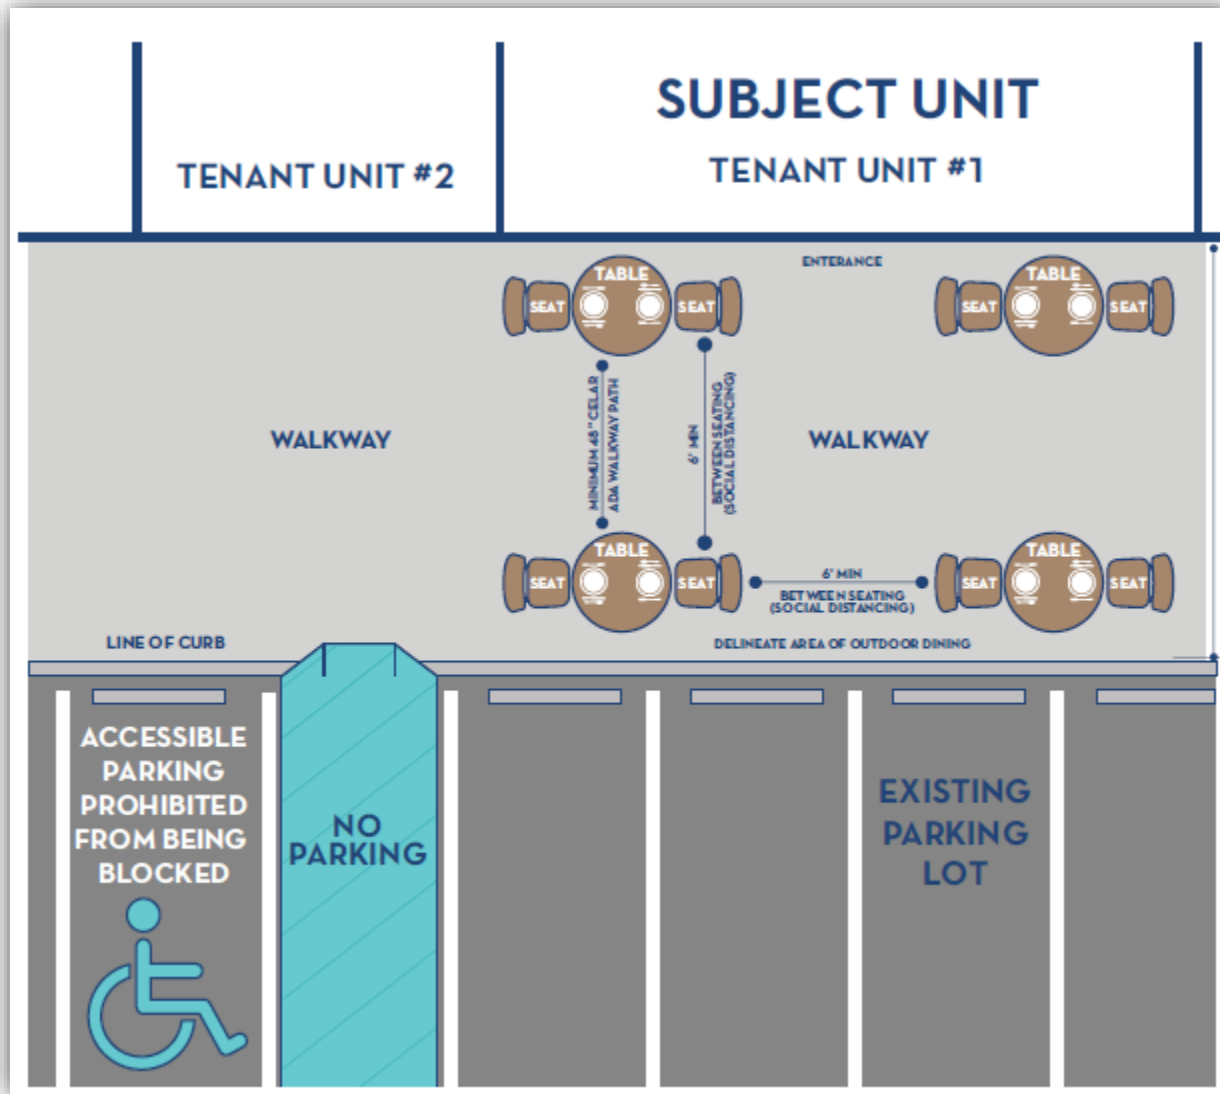 SUBJECT UNIT
TENANT UNIT #2
TENANT UNIT #1
ENTERANCE
TABLE
SEAT
SEAT
TABLE
SEAT
SEAT
MINIMUM 48" CELAR
ADA WALKWAY PATH
6' MIN
BETWEEN SEATING
(SOCIAL DISTANCING)
WALKWAY
WALKWAY
TABLE
SEAT
SEAT
6' MIN
BETWEEN SEATING
(SOCIAL DISTANCING)
TABLE
SEAT
SEAT
LINE OF CURB
DELINEATE AREA OF OUTDOOR DINING
ACCESSIBLE
PARKING
PROHIBITED
FROM BEING
BLOCKED
NO
PARKING
EXISTING
PARKING
LOT